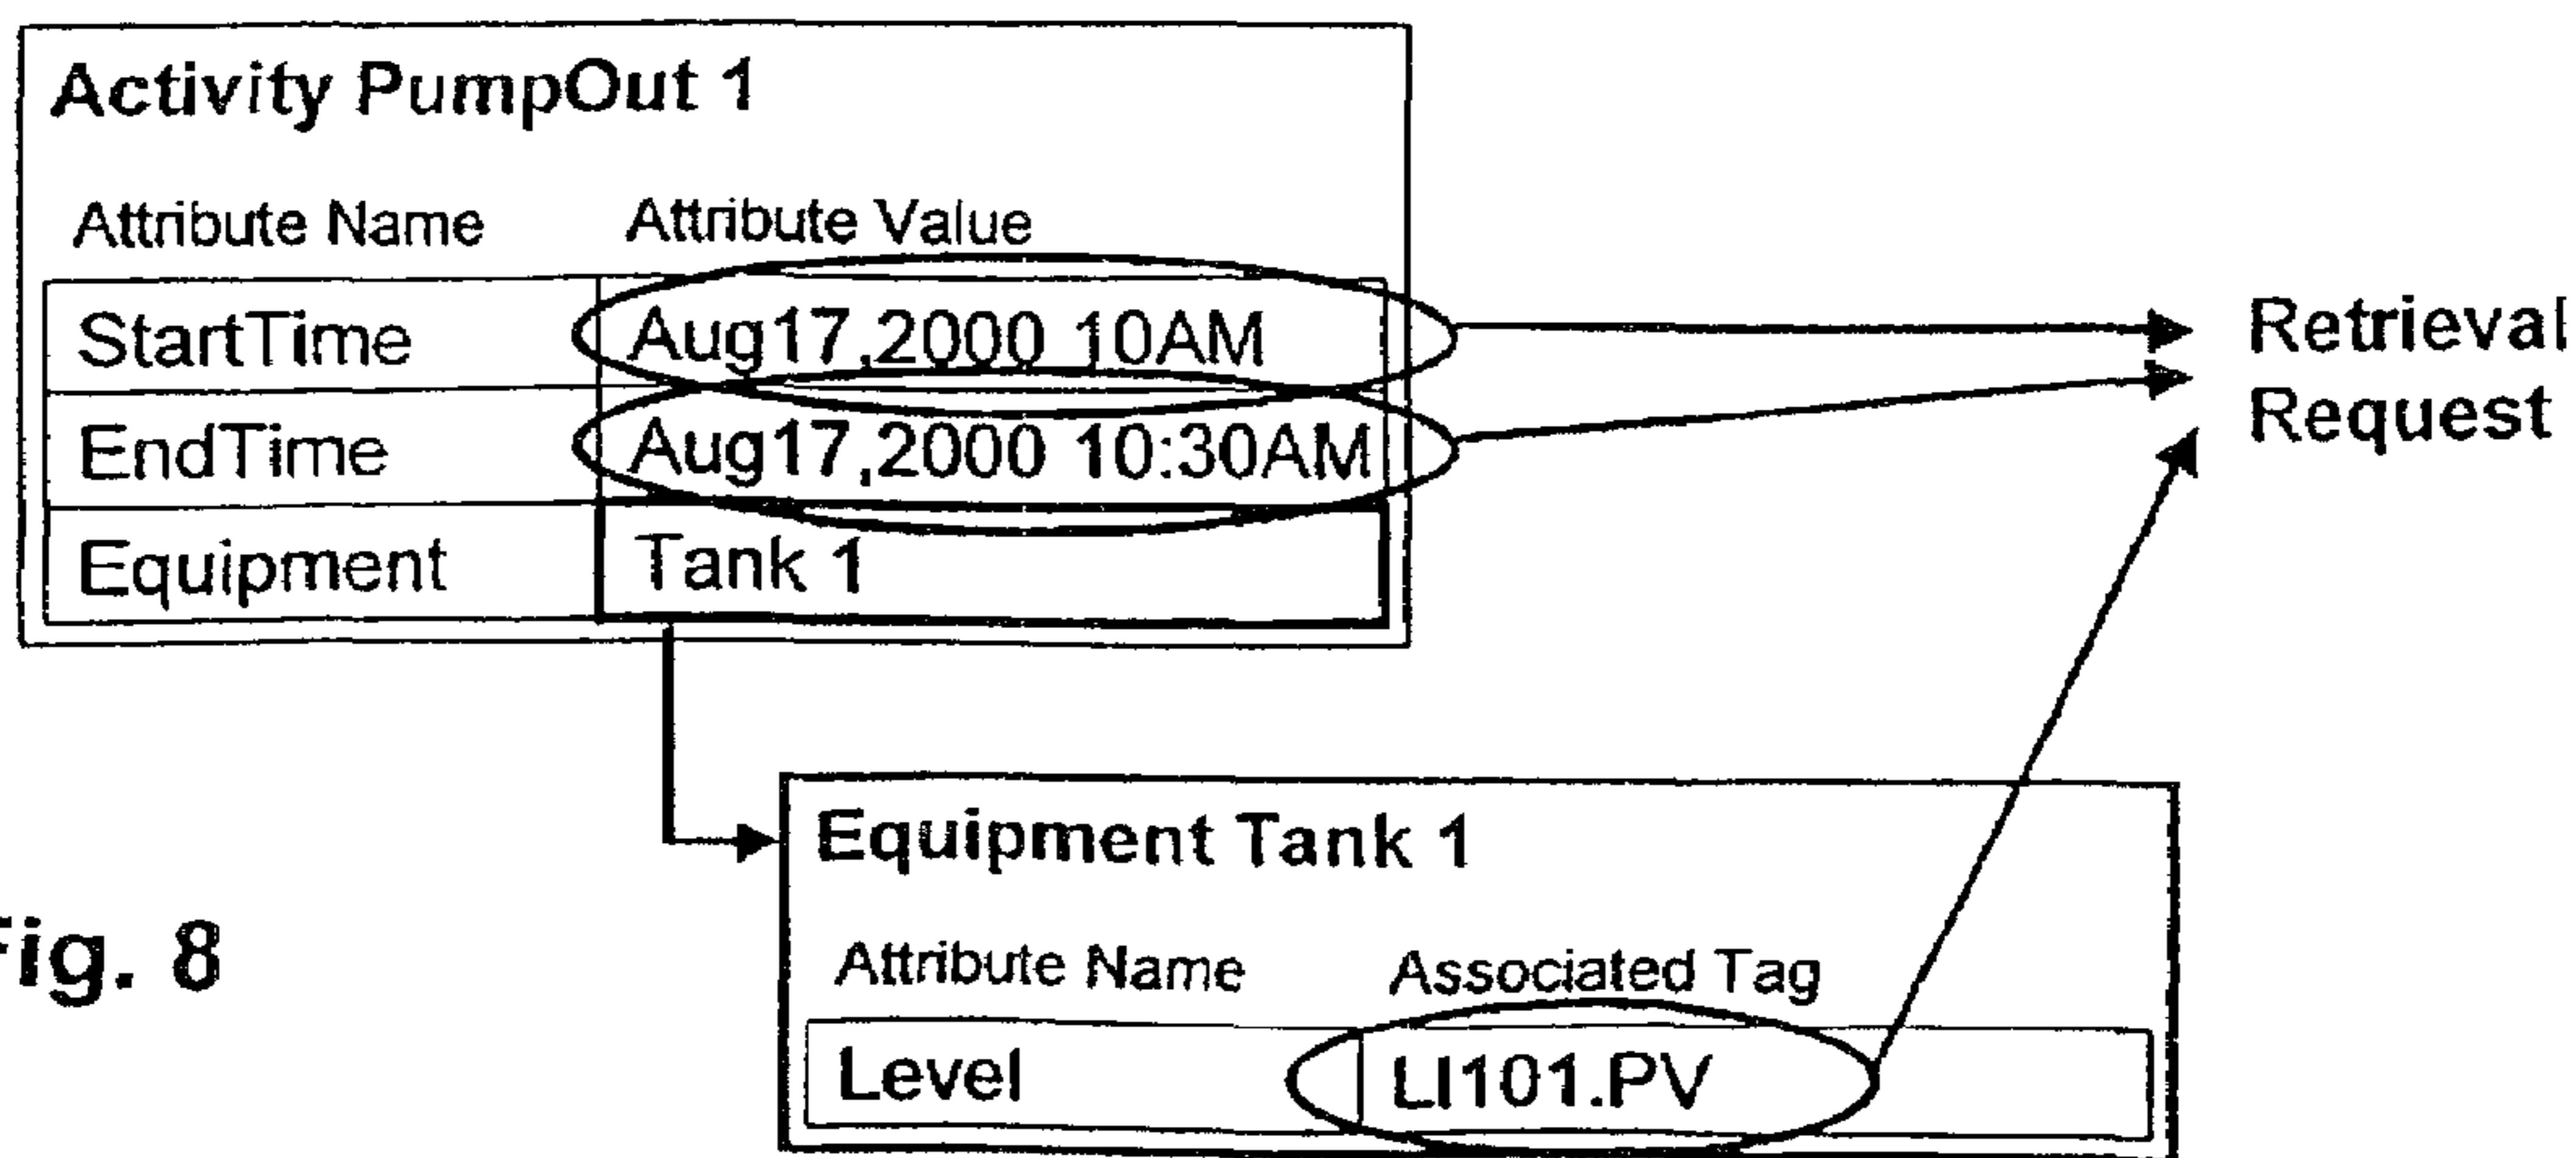 Activity PumpOut 1
Attribute Name Attribute Value
StartTime Aug17,2000 10AM
EndTime Aug17,2000 10:30AM
Equipment Tank 1
Retrieval
Request
Equipment Tank 1
Attribute Name Associated Tag
Level LI101.PV
Fig. 8